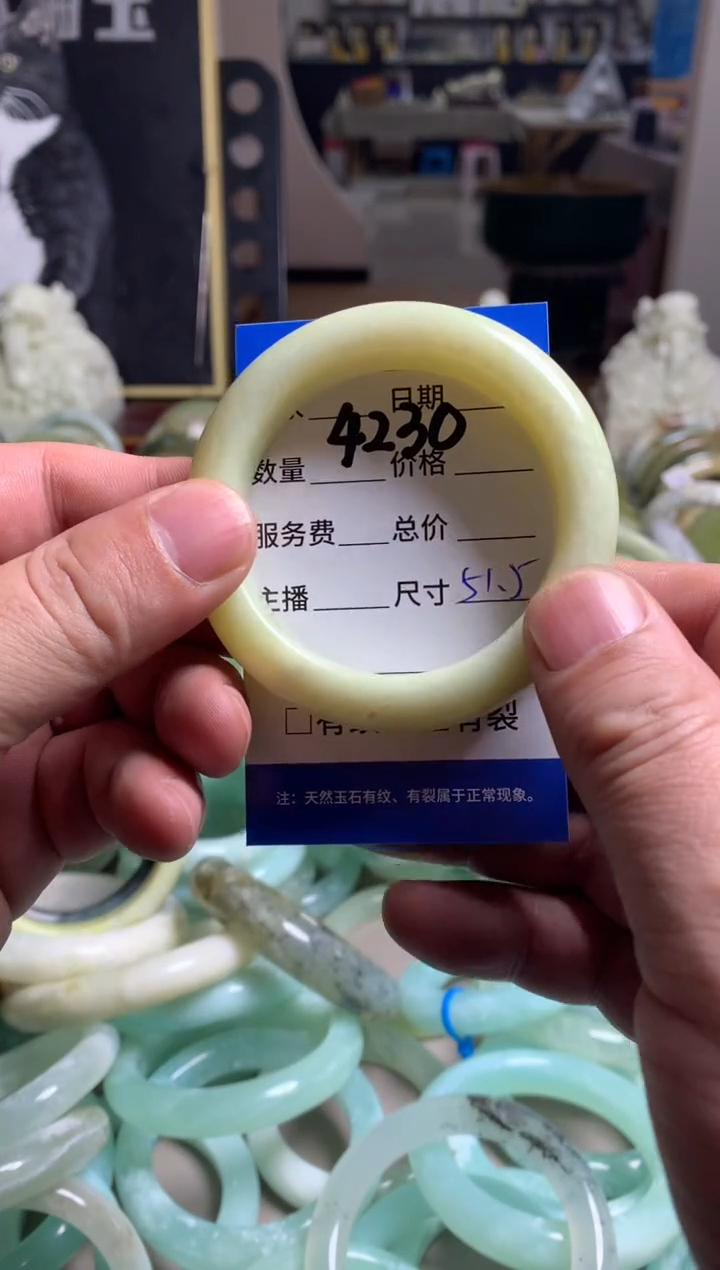 玉
日期
4230
数量 价格
服务费 总价
主播 尺寸 51.5
有裂
注：天然玉石有纹、有裂属于正常现象。